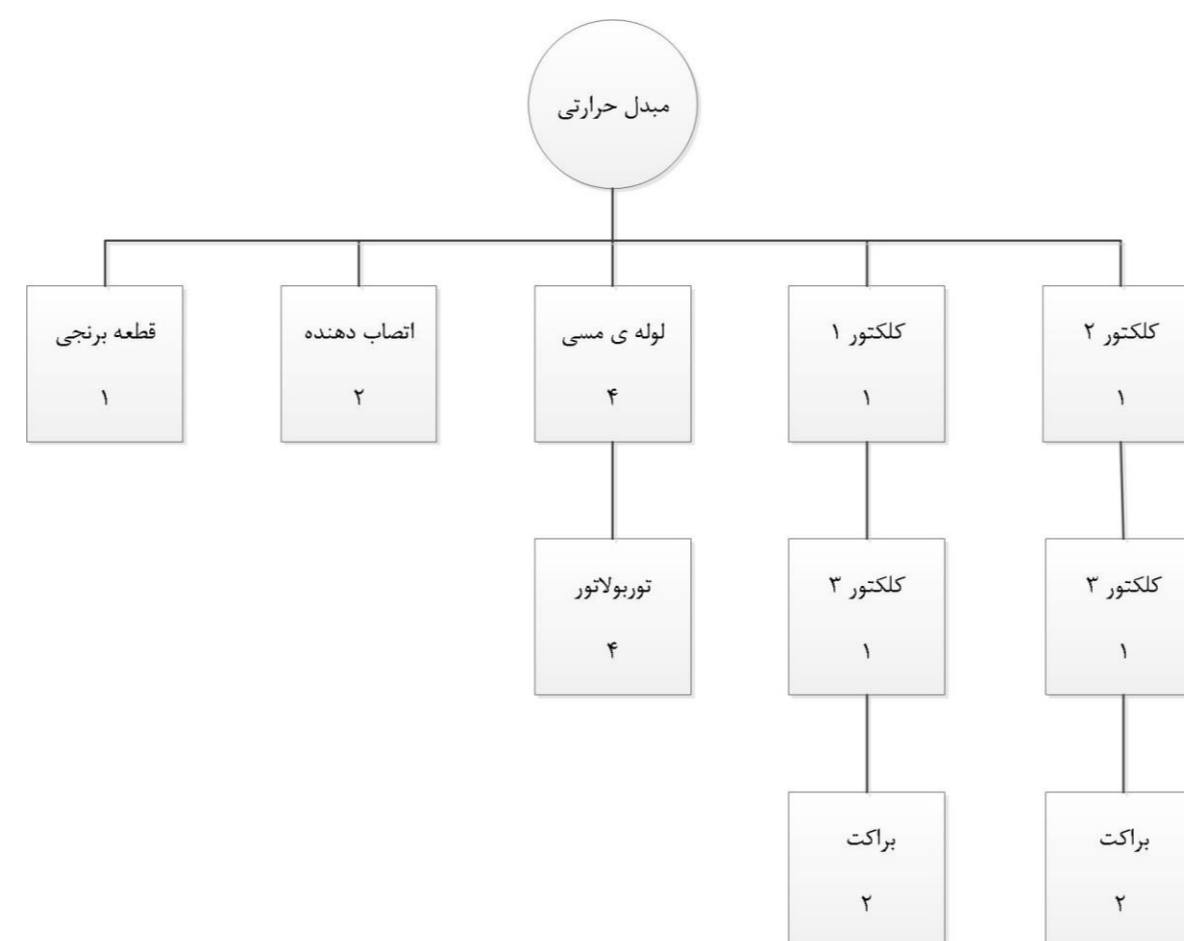 مبدل حرارتی
کلکتور ۲
۱
کلکتور ۱
۱
لوله ی مسی
۴
اتصاب دهنده
۲
قطعه برنجی
۱
کلکتور ۳
۱
کلکتور ۳
۱
توربولاتور
۴
براکت
۲
براکت
۲